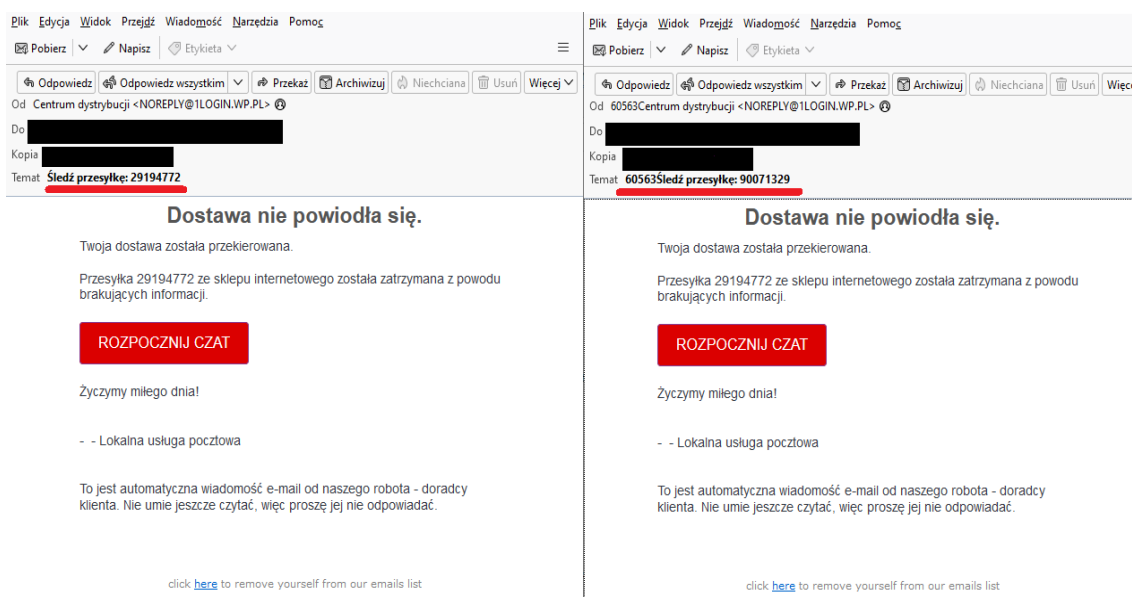 Plik Edycja Widok Przejdź Wiadomość Narzędzia Pomoc
Pobierz Napisz Etykieta
Odpowiedz Odpowiedz wszystkim Przekaż Archiwizuj Niechciana Usuń Więcej
Od Centrum dystrybucji <NOREPLY@1LOGIN.WP.PL>
Do
Kopia
Temat Śledź przesyłkę: 29194772
Dostawa nie powiodła się.
Twoja dostawa została przekierowana.
Przesyłka 29194772 ze sklepu internetowego została zatrzymana z powodu
brakujących informacji.
ROZPOCZNIJ CZAT
Życzymy miłego dnia!
- - Lokalna usługa pocztowa
To jest automatyczna wiadomość e-mail od naszego robota - doradcy
klienta. Nie umie jeszcze czytać, więc proszę jej nie odpowiadać.
click here to remove yourself from our emails list
Plik Edycja Widok Przejdź Wiadomość Narzędzia Pomoc
Pobierz Napisz Etykieta
Odpowiedz Odpowiedz wszystkim Przekaż Archiwizuj Niechciana Usuń Więce
Od 60563Centrum dystrybucji <NOREPLY@1LOGIN.WP.PL>
Do
Kopia
Temat 60563Śledź przesyłkę: 90071329
Dostawa nie powiodła się.
Twoja dostawa została przekierowana.
Przesyłka 29194772 ze sklepu internetowego została zatrzymana z powodu
brakujących informacji.
ROZPOCZNIJ CZAT
Życzymy miłego dnia!
- - Lokalna usługa pocztowa
To jest automatyczna wiadomość e-mail od naszego robota - doradcy
klienta. Nie umie jeszcze czytać, więc proszę jej nie odpowiadać.
click here to remove yourself from our emails list